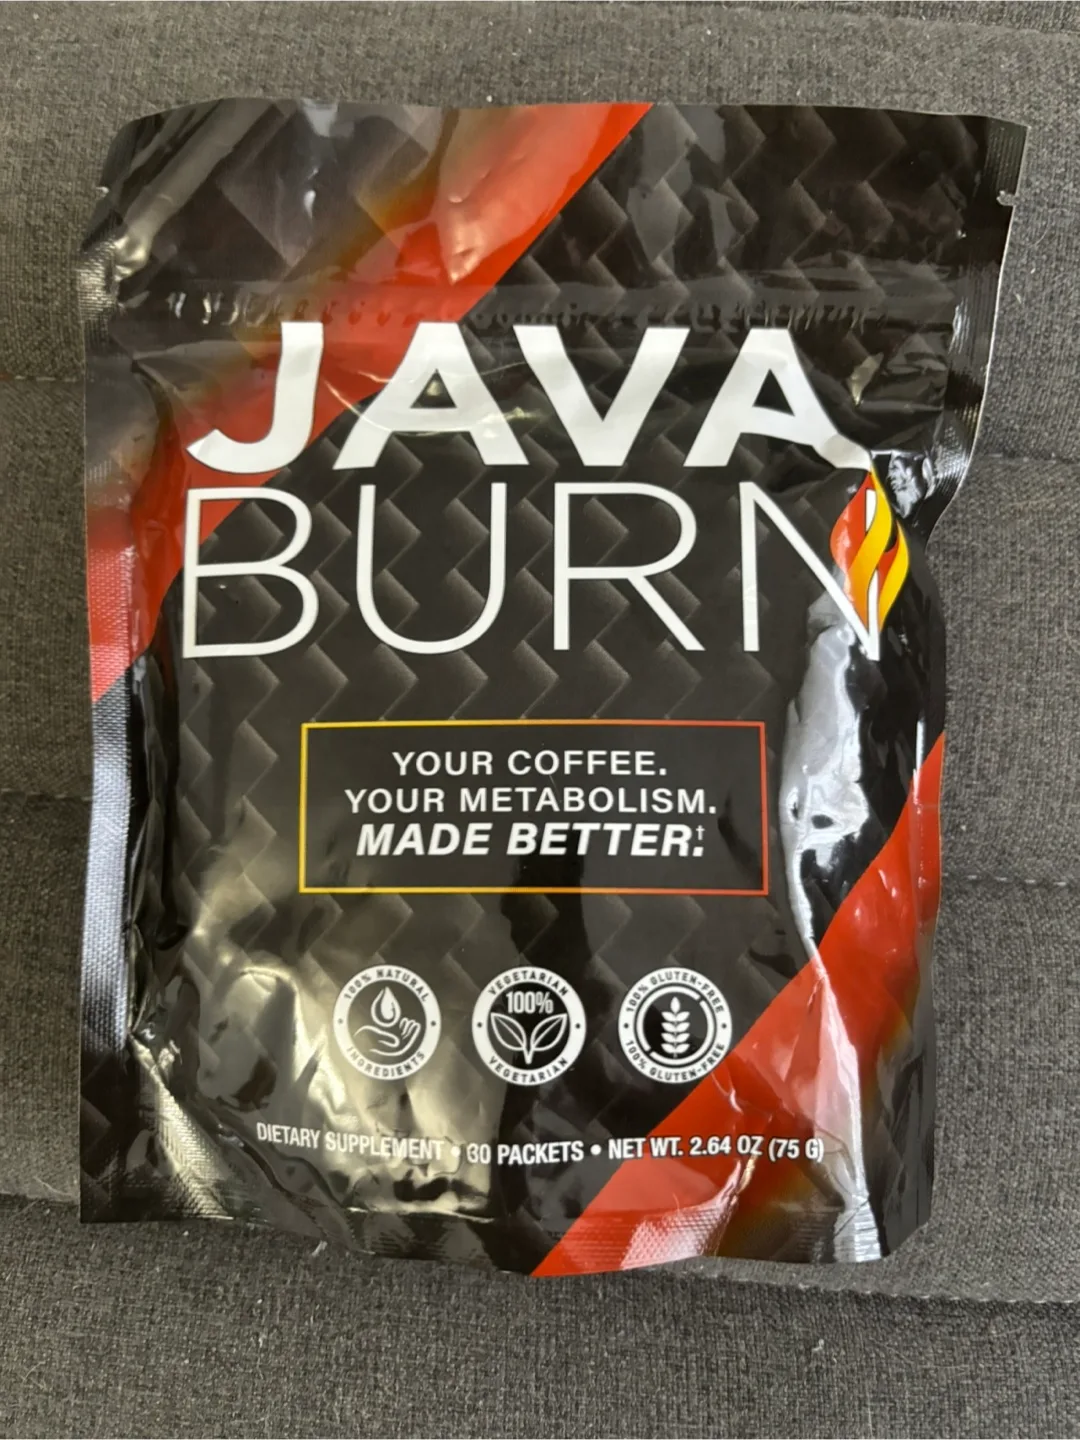 JAVA
BURN
YOUR COFFEE.
YOUR METABOLISM.
MADE BETTER.†
100% NATURAL
INGREDIENTS
VEGETARIAN
100%
VEGETARIAN
100% GLUTEN-FREE
100% GLUTEN-FREE
DIETARY SUPPLEMENT • 30 PACKETS • NET WT. 2.64 OZ (75 G)